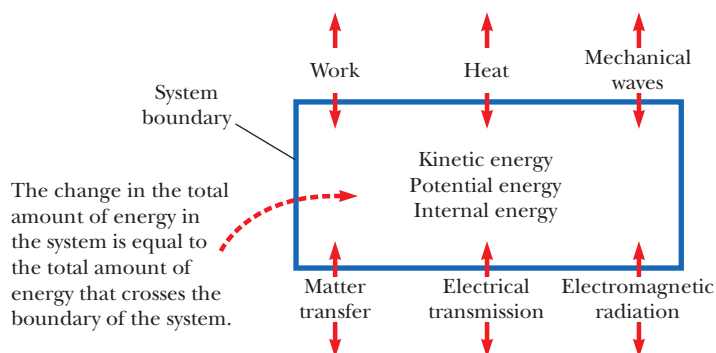 Work
Heat
Mechanical
waves
System
boundary
Kinetic energy
Potential energy
Internal energy
The change in the total
amount of energy in
the system is equal to
the total amount of
energy that crosses the
boundary of the system.
Matter
transfer
Electrical
transmission
Electromagnetic
radiation